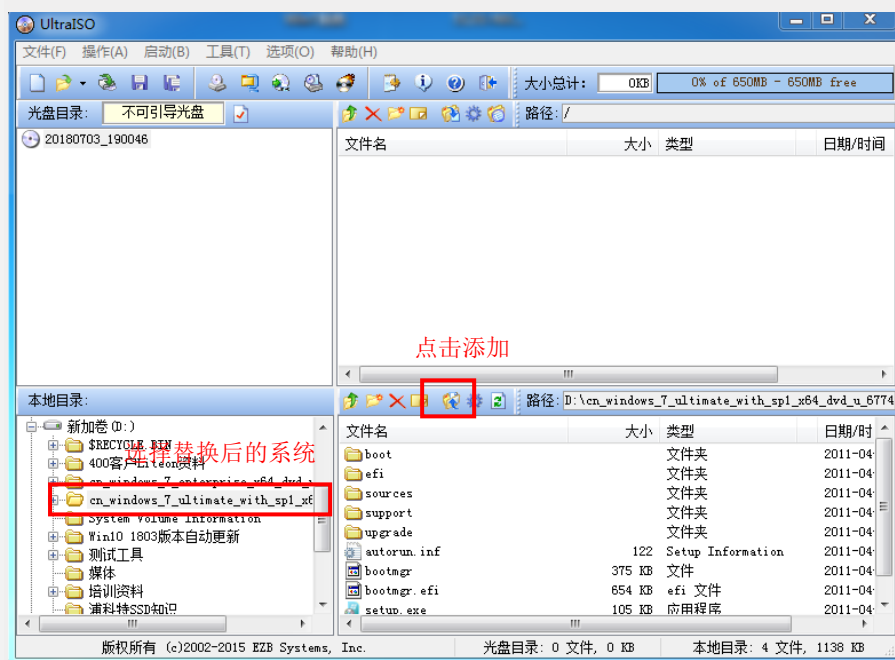 UltraISO
文件(F) 操作(A) 启动(B) 工具(T) 选项(O) 帮助(H)
大小总计: 0KB 0% of 650MB - 650MB free
光盘目录: 不可引导光盘 路径: /
20180703_190046
文件名 大小 类型 日期/时间
点击添加
本地目录: 路径: D:\cn_windows_7_ultimate_with_sp1_x64_dvd_u_6774
新加卷(D:)
$RECYCLE.BIN
选择替换后的系统
400客户Liteon资料
cn_windows_7_enterprise_x64_dvd_
cn_windows_7_ultimate_with_sp1_x6
System Volume Information
Win10 1803版本自动更新
测试工具
媒体
培训资料
浦科特SSD知识
文件名 大小 类型 日期/时
boot 文件夹 2011-04
efi 文件夹 2011-04
sources 文件夹 2011-04
support 文件夹 2011-04
upgrade 文件夹 2011-04
autorun.inf 122 Setup Information 2011-04
bootmgr 375 KB 文件 2011-04
bootmgr.efi 654 KB efi 文件 2011-04
setup.exe 105 KB 应用程序 2011-04
版权所有 (c)2002-2015 EZB Systems, Inc. 光盘目录: 0 文件, 0 KB 本地目录: 4 文件, 1138 KB